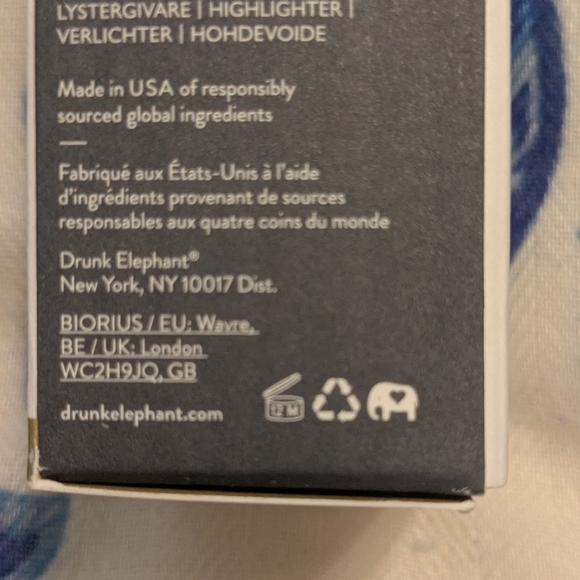 LYSTERGIVARE | HIGHLIGHTER |
VERLICHTER | HOHDEVOIDE
Made in USA of responsibly
sourced global ingredients
Fabriqué aux États-Unis à l'aide
d'ingrédients provenant de sources
responsables aux quatre coins du monde
Drunk Elephant®
New York, NY 10017 Dist.
BIORIUS / EU: Wavre,
BE / UK: London
WC2H9JQ, GB
drunkelephant.com
12 M